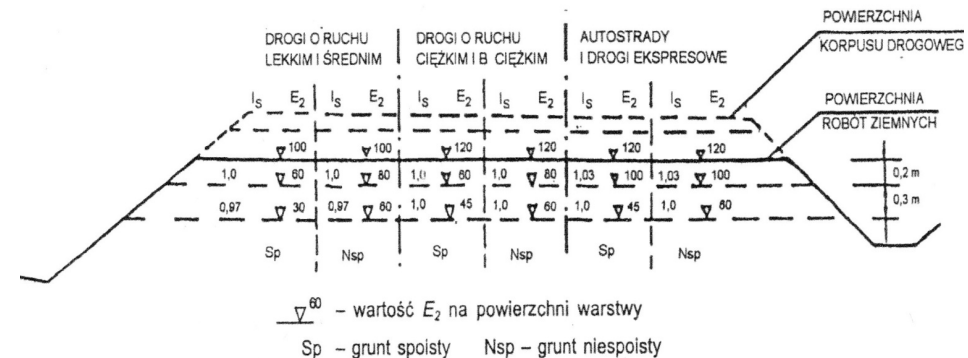 DROGI O RUCHU
LEKKIM I ŚREDNIM
DROGI O RUCHU
CIĘŻKIM I B CIĘŻKIM
AUTOSTRADY
I DROGI EKSPRESOWE
POWIERZCHNIA
KORPUSU DROGOWEG
POWIERZCHNIA
ROBÓT ZIEMNYCH
Is E2 Is E2 Is E2 Is E2 Is E2 Is E2
100 100 120 120 120 120
1,0 60 1,0 80 1,0 60 1,0 80 1,03 100 1,03 100
0,2 m
0,97 30 0,97 60 1,0 45 1,0 60 1,0 45 1,0 60
0,3 m
Sp Nsp Sp Nsp Sp Nsp
60 – wartość E2 na powierzchni warstwy
Sp – grunt spoisty Nsp – grunt niespoisty